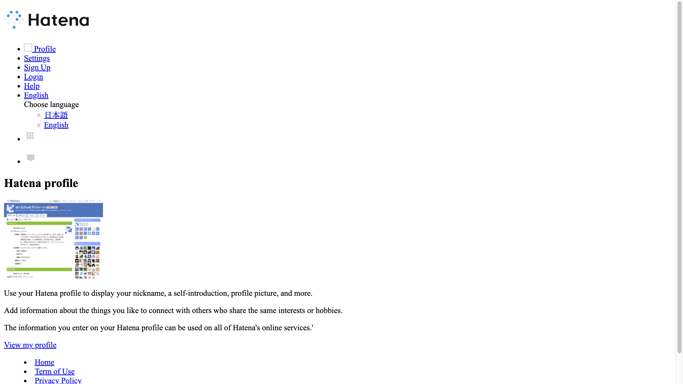 Hatena
Profile
Settings
Sign Up
Login
Help
English
Choose language
日本語
English
Hatena profile
Use your Hatena profile to display your nickname, a self-introduction, profile picture, and more.
Add information about the things you like to connect with others who share the same interests or hobbies.
The information you enter on your Hatena profile can be used on all of Hatena's online services.'
View my profile
Home
Term of Use
Privacy Policy